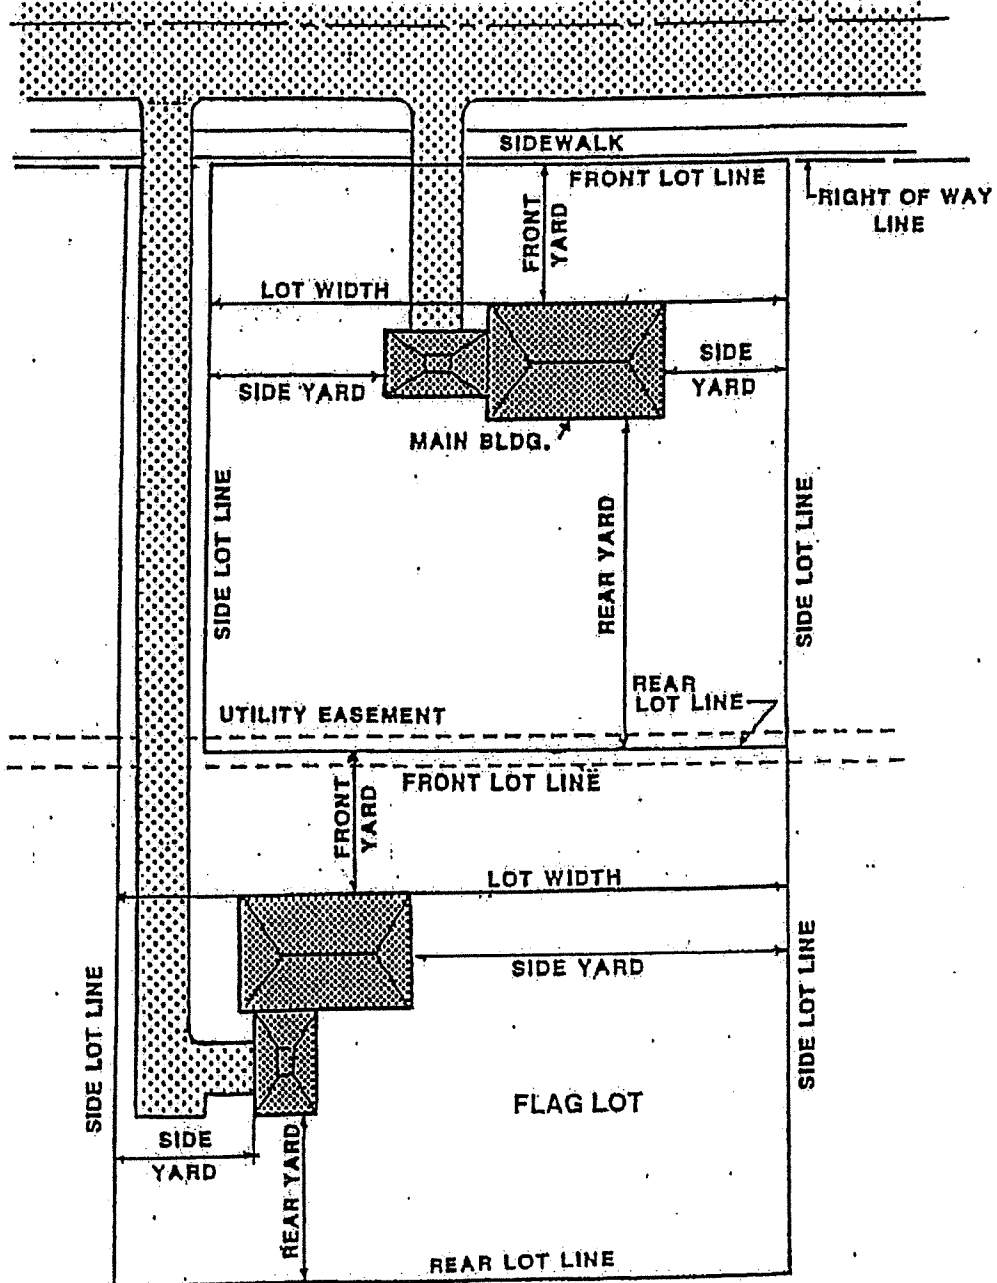 SIDEWALK
FRONT LOT LINE
RIGHT OF WAY
LINE
FRONT
YARD
LOT WIDTH
SIDE
YARD
SIDE YARD
MAIN BLDG.
SIDE LOT LINE
REAR YARD
SIDE LOT LINE
REAR
LOT LINE
UTILITY EASEMENT
FRONT LOT LINE
FRONT
YARD
LOT WIDTH
SIDE YARD
SIDE LOT LINE
SIDE LOT LINE
FLAG LOT
SIDE
YARD
REAR YARD
REAR LOT LINE